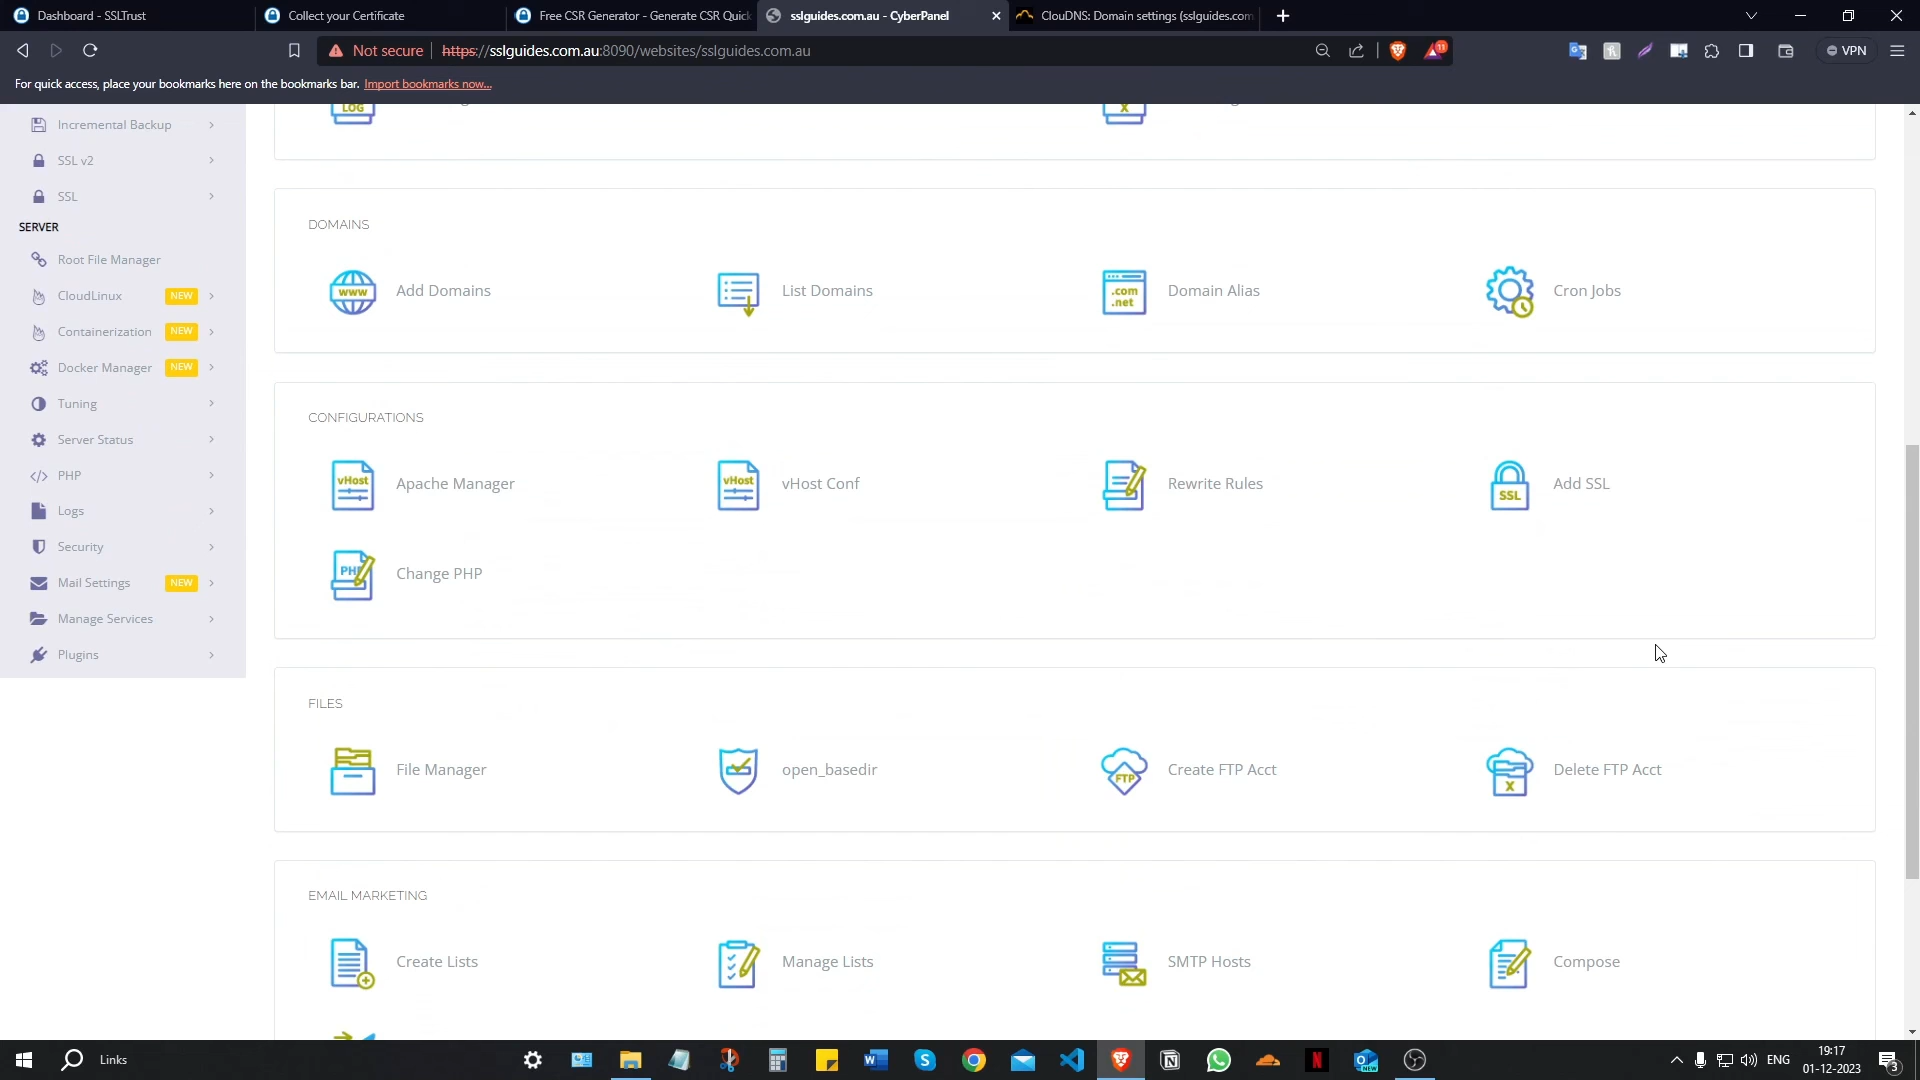 Dashboard - SSLTrust
Collect your Certificate
Free CSR Generator - Generate CSR Quick
sslguides.com.au - CyberPanel
ClouDNS: Domain settings (sslguides.com
Not secure
https://sslguides.com.au:8090/websites/sslguides.com.au
11
VPN
For quick access, place your bookmarks here on the bookmarks bar. Import bookmarks now...
LOG
X
Incremental Backup
SSL v2
SSL
SERVER
Root File Manager
CloudLinux NEW
Containerization NEW
Docker Manager NEW
Tuning
Server Status
PHP
Logs
Security
Mail Settings NEW
Manage Services
Plugins
DOMAINS
www Add Domains
List Domains
.com .net Domain Alias
Cron Jobs
CONFIGURATIONS
vHost Apache Manager
vHost vHost Conf
Rewrite Rules
SSL Add SSL
PHP Change PHP
FILES
File Manager
open_basedir
FTP Create FTP Acct
X Delete FTP Acct
EMAIL MARKETING
Create Lists
Manage Lists
SMTP Hosts
Compose
Links
ENG
19:17
01-12-2023
3